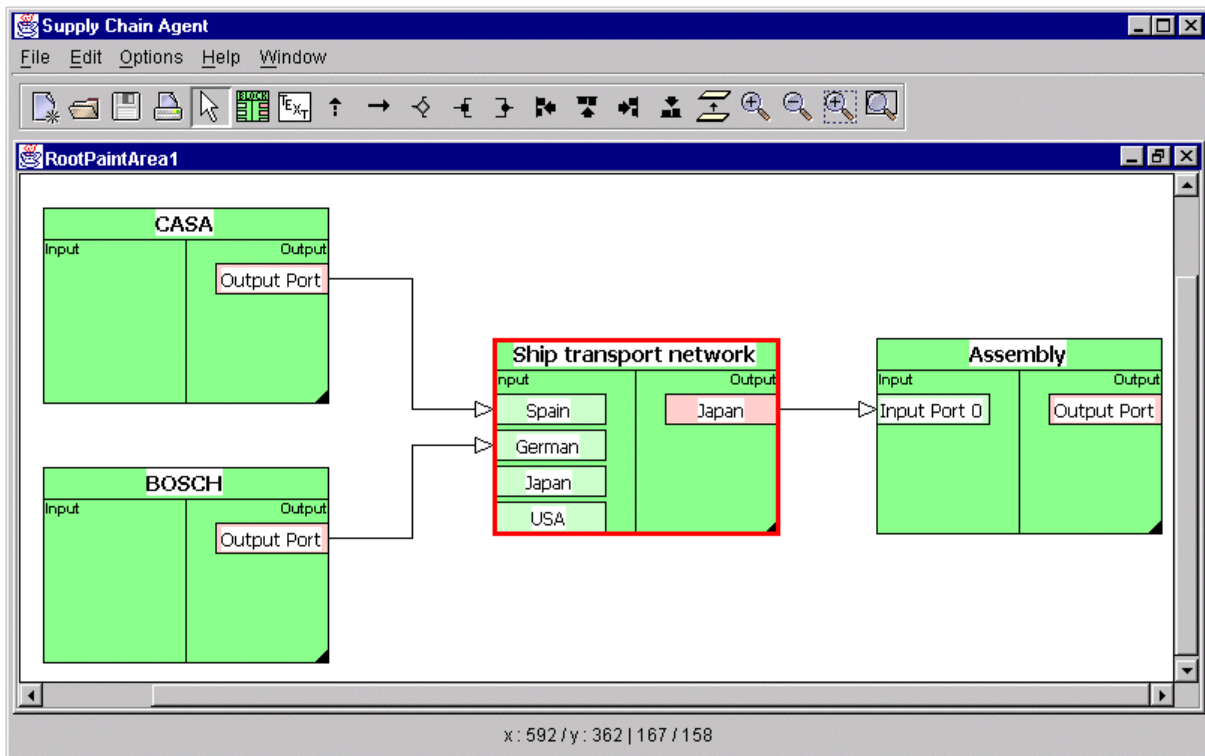 Supply Chain Agent
File Edit Options Help Window
BLOCK TEXT
RootPaintArea1
CASA
Input Output
Output Port
Ship transport network
nput Output
Spain Japan
German
Japan
USA
Assembly
Input Output
Input Port 0 Output Port
BOSCH
Input Output
Output Port
x : 592 / y : 362 | 167 / 158